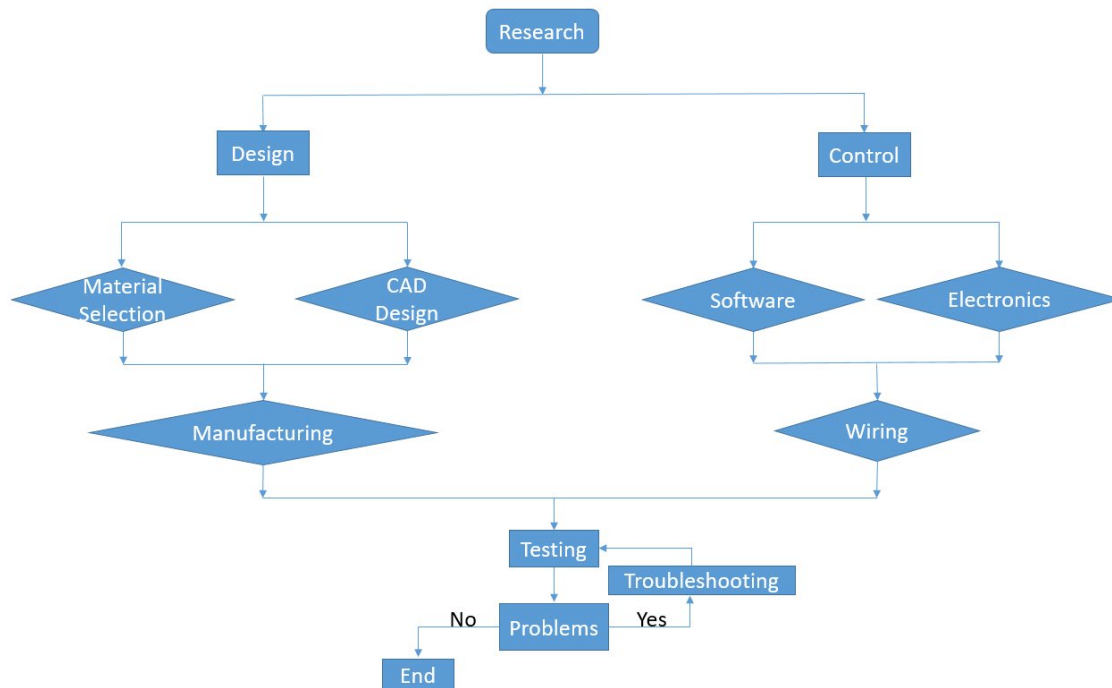 Research
Design
Control
Material
Selection
CAD
Design
Software
Electronics
Manufacturing
Wiring
Testing
Troubleshooting
No
Problems
Yes
End